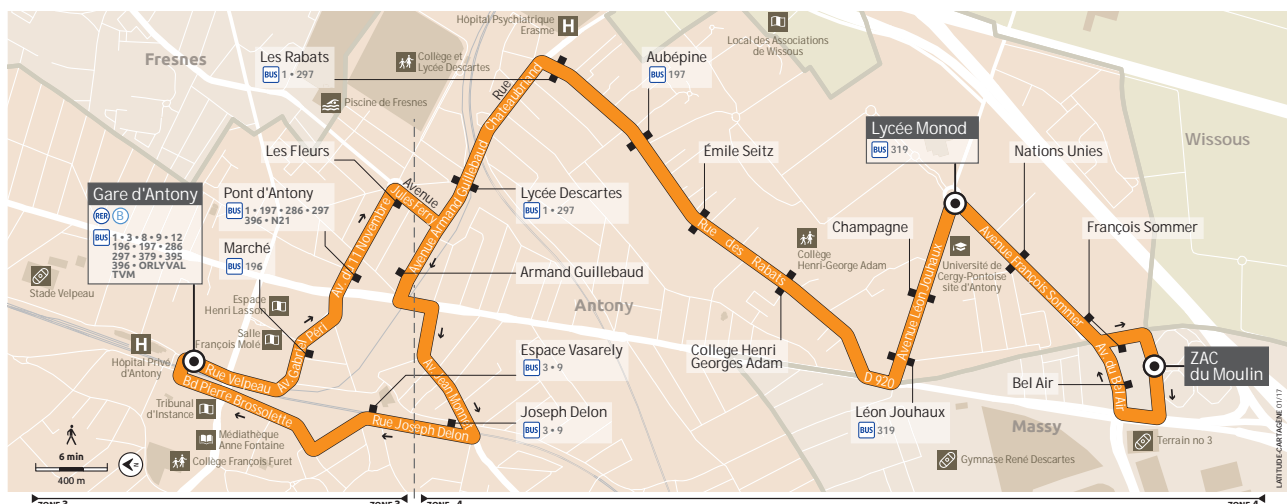 Hôpital Psychiatrique
Erasme
H
Local des Associations
de Wissous
Fresnes
Les Rabats
BUS 1 • 297
Collège et
Lycée Descartes
Aubépine
BUS 197
Piscine de Fresnes
Rue
Chateaubriand
Wissous
Lycée Monod
BUS 319
Les Fleurs
Émile Seitz
Nations Unies
Gare d'Antony
RER B
BUS 1 • 3 • 8 • 9 • 12
196 • 197 • 286
297 • 379 • 395
396 • ORLYVAL
TVM
Pont d'Antony
BUS 1 • 197 • 286 • 297
396 • N21
Avenue
Jules Ferry
Lycée Descartes
BUS 1 • 297
Avenue Armand Guillebaud
Marché
BUS 196
Av. du 11 Novembre
Rue des Rabats
Collège
Henri-George Adam
Champagne
François Sommer
Université de
Cergy-Pontoise
site d'Antony
Avenue François Sommer
Avenue Léon Jouhaux
Stade Velpeau
Armand Guillebaud
Espace
Henri Lasson
Antony
Salle
François Molé
Av. Gabriel Péri
H
Hôpital Privé
d'Antony
Rue Velpeau
Bd Pierre Brossolette
Espace Vasarely
BUS 3 • 9
College Henri
Georges Adam
D 920
Av. Jean Monnet
Av. du Bel Air
Bel Air
ZAC
du Moulin
Tribunal
d'Instance
Joseph Delon
BUS 3 • 9
Rue Joseph Delon
Léon Jouhaux
BUS 319
Massy
Médiathèque
Anne Fontaine
Collège François Furet
Terrain no 3
Gymnase René Descartes
6 min
400 m
N
LATITUDE-CARTAGÈNE 01/17
ZONE 3
ZONE 3
ZONE 4
ZONE 4